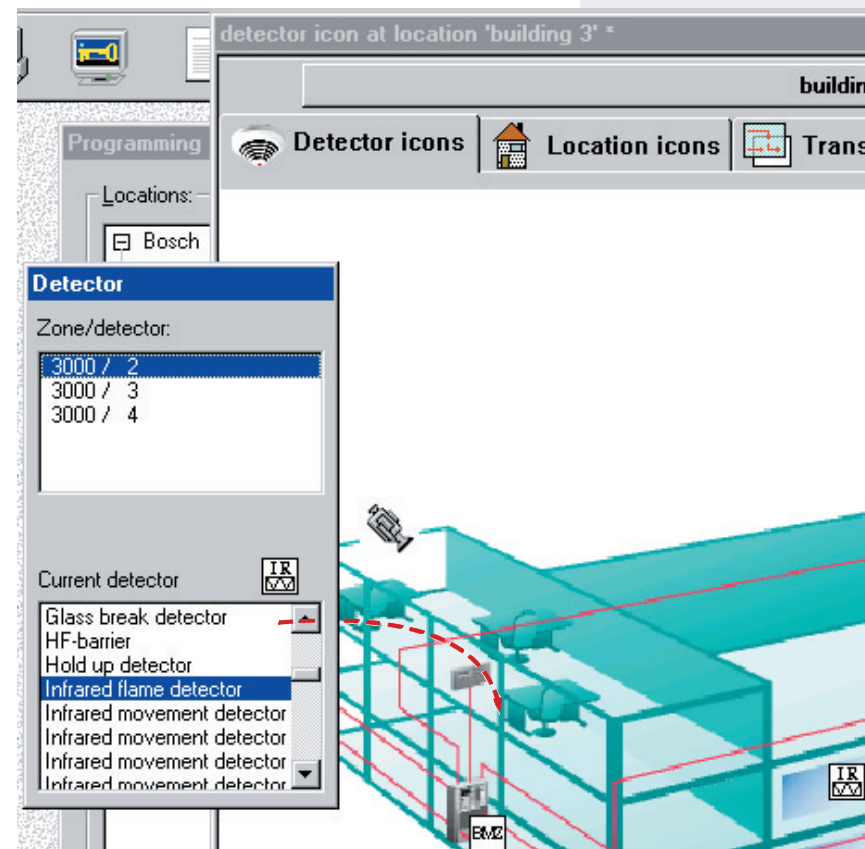 detector icon at location 'building 3' *
buildin
Programming
Detector icons
Location icons
Trans
Locations:
Bosch
Detector
Zone/detector:
3000 / 2
3000 / 3
3000 / 4
IR
Current detector
Glass break detector
HF-barrier
Hold up detector
Infrared flame detector
Infrared movement detector
Infrared movement detector
Infrared movement detector
Infrared movement detector
IR
BMZ